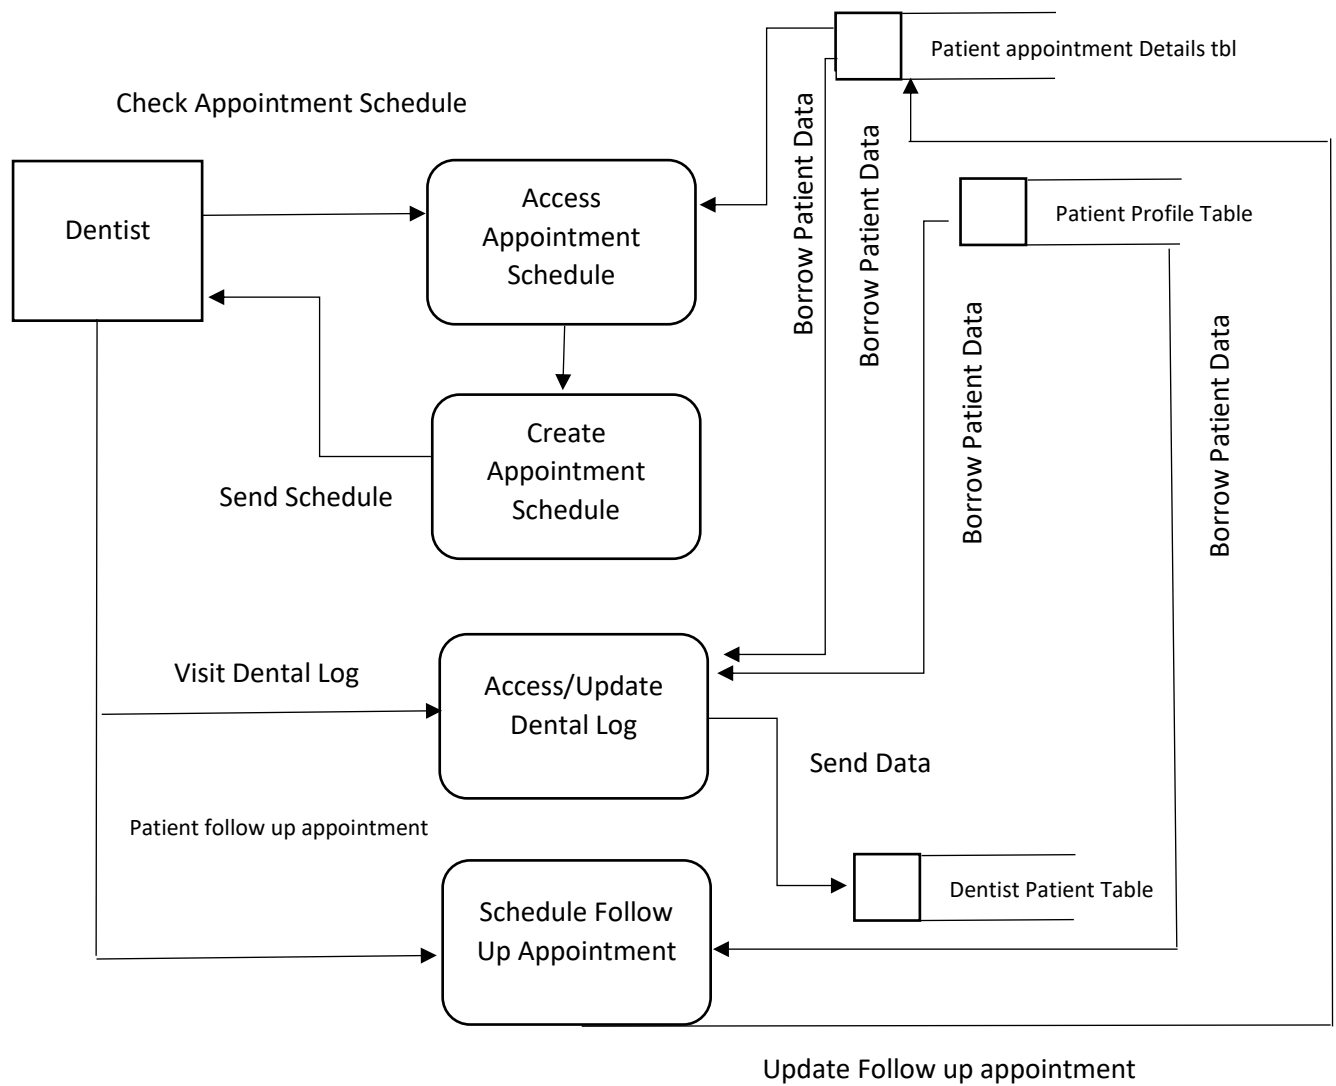 Patient appointment Details tbl
Check Appointment Schedule
Dentist
Access
Appointment
Schedule
Borrow Patient Data
Borrow Patient Data
Patient Profile Table
Borrow Patient Data
Borrow Patient Data
Create
Appointment
Schedule
Send Schedule
Visit Dental Log
Access/Update
Dental Log
Send Data
Patient follow up appointment
Dentist Patient Table
Schedule Follow
Up Appointment
Update Follow up appointment